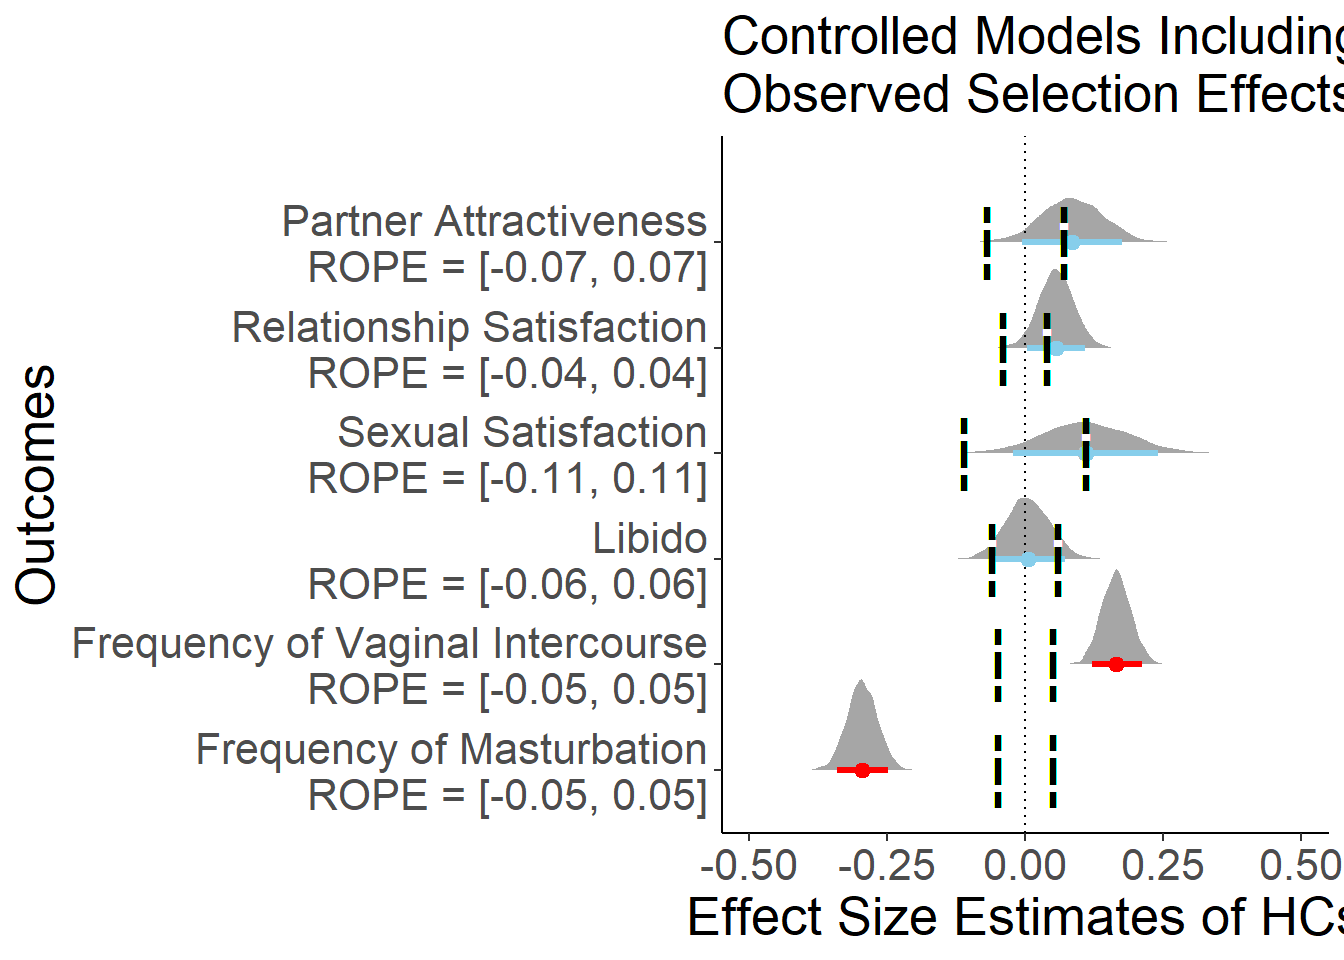 Controlled Models Including
Observed Selection Effects
Partner Attractiveness
ROPE = [-0.07, 0.07]
Relationship Satisfaction
ROPE = [-0.04, 0.04]
Sexual Satisfaction
ROPE = [-0.11, 0.11]
Libido
ROPE = [-0.06, 0.06]
Frequency of Vaginal Intercourse
ROPE = [-0.05, 0.05]
Frequency of Masturbation
ROPE = [-0.05, 0.05]
Outcomes
-0.50 -0.25 0.00 0.25 0.50
Effect Size Estimates of HCs